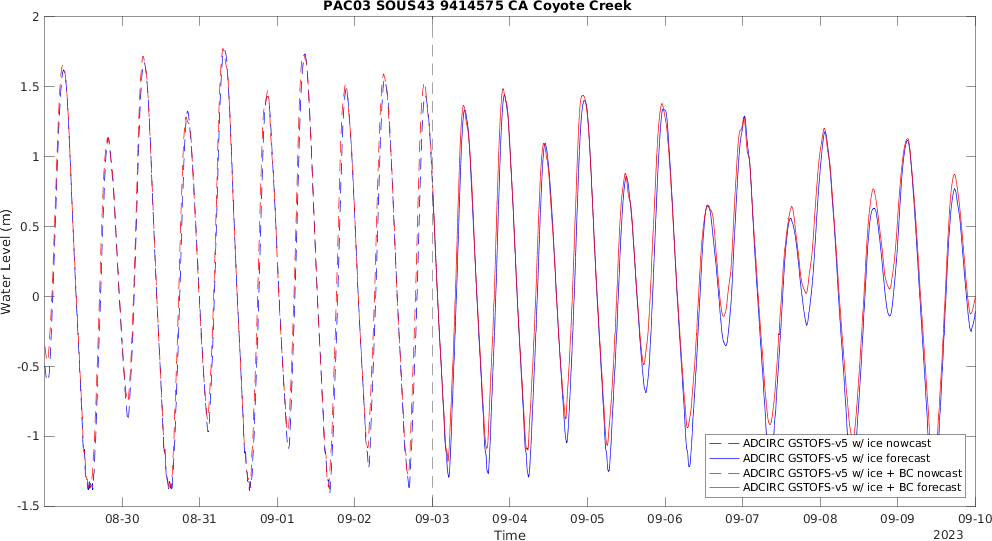 PAC03 SOUS43 9414575 CA Coyote Creek
Water Level (m)
2
1.5
1
0.5
0
-0.5
-1
-1.5
08-30 08-31 09-01 09-02 09-03 09-04 09-05 09-06 09-07 09-08 09-09 09-10
Time
2023
ADCIRC GSTOFS-v5 w/ ice nowcast
ADCIRC GSTOFS-v5 w/ ice forecast
ADCIRC GSTOFS-v5 w/ ice + BC nowcast
ADCIRC GSTOFS-v5 w/ ice + BC forecast